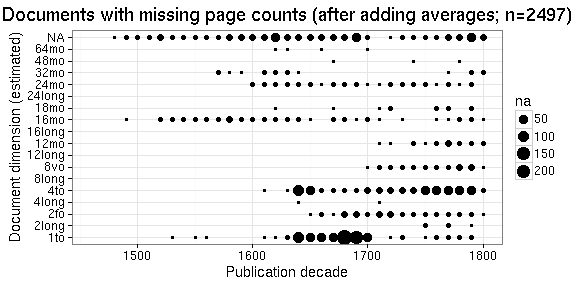 Documents with missing page counts (after adding averages; n=2497)
Document dimension (estimated)
NA
64mo
48mo
32mo
24mo
24long
18mo
16mo
16long
12mo
12long
8vo
8long
4to
4long
2fo
2long
1to
1500 1600 1700 1800
Publication decade
na
50
100
150
200